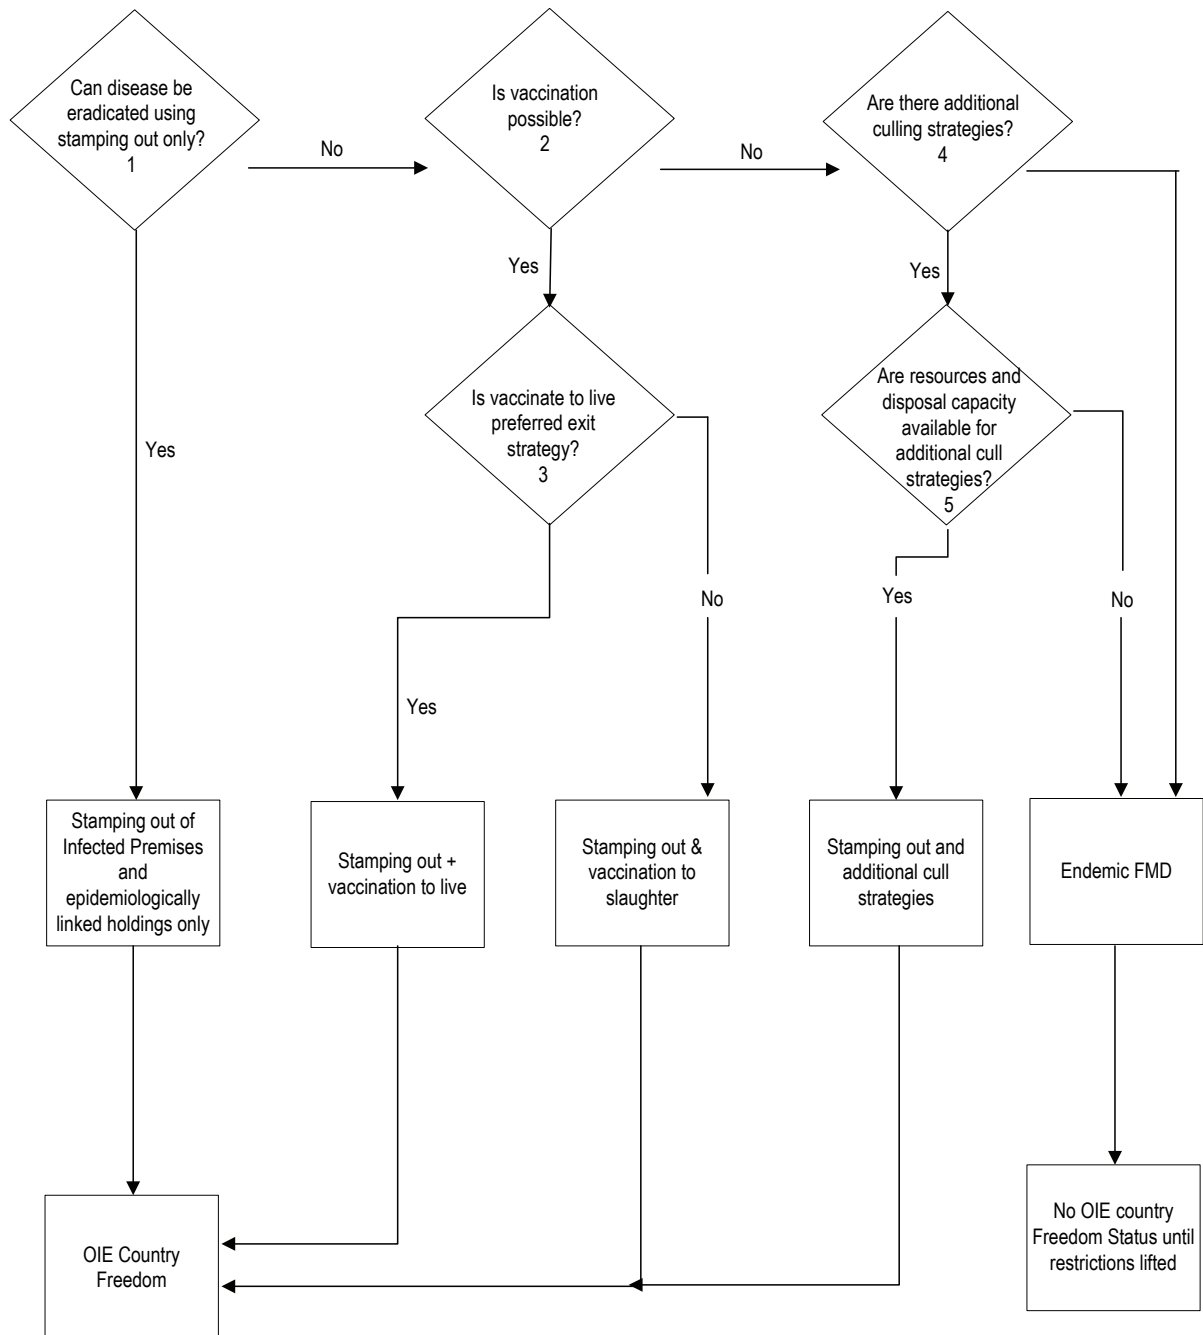 Can disease be
eradicated using
stamping out only?
1
No
Is vaccination
possible?
2
No
Are there additional
culling strategies?
4
Yes
Yes
Yes
Is vaccinate to live
preferred exit
strategy?
3
Are resources and
disposal capacity
available for
additional cull
strategies?
5
Yes
No
Yes
No
Stamping out of
Infected Premises
and
epidemiologically
linked holdings only
Stamping out +
vaccination to live
Stamping out &
vaccination to
slaughter
Stamping out and
additional cull
strategies
Endemic FMD
OIE Country
Freedom
No OIE country
Freedom Status until
restrictions lifted